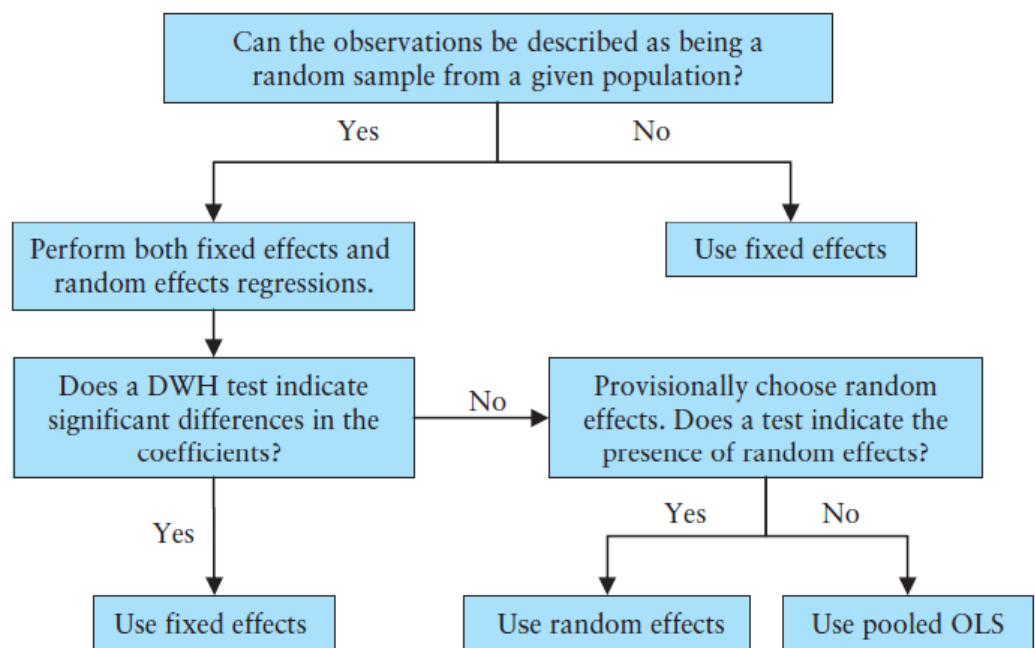 Can the observations be described as being a
random sample from a given population?
Yes
No
Perform both fixed effects and
random effects regressions.
Use fixed effects
Does a DWH test indicate
significant differences in the
coefficients?
No
Provisionally choose random
effects. Does a test indicate the
presence of random effects?
Yes
Yes
No
Use fixed effects
Use random effects
Use pooled OLS